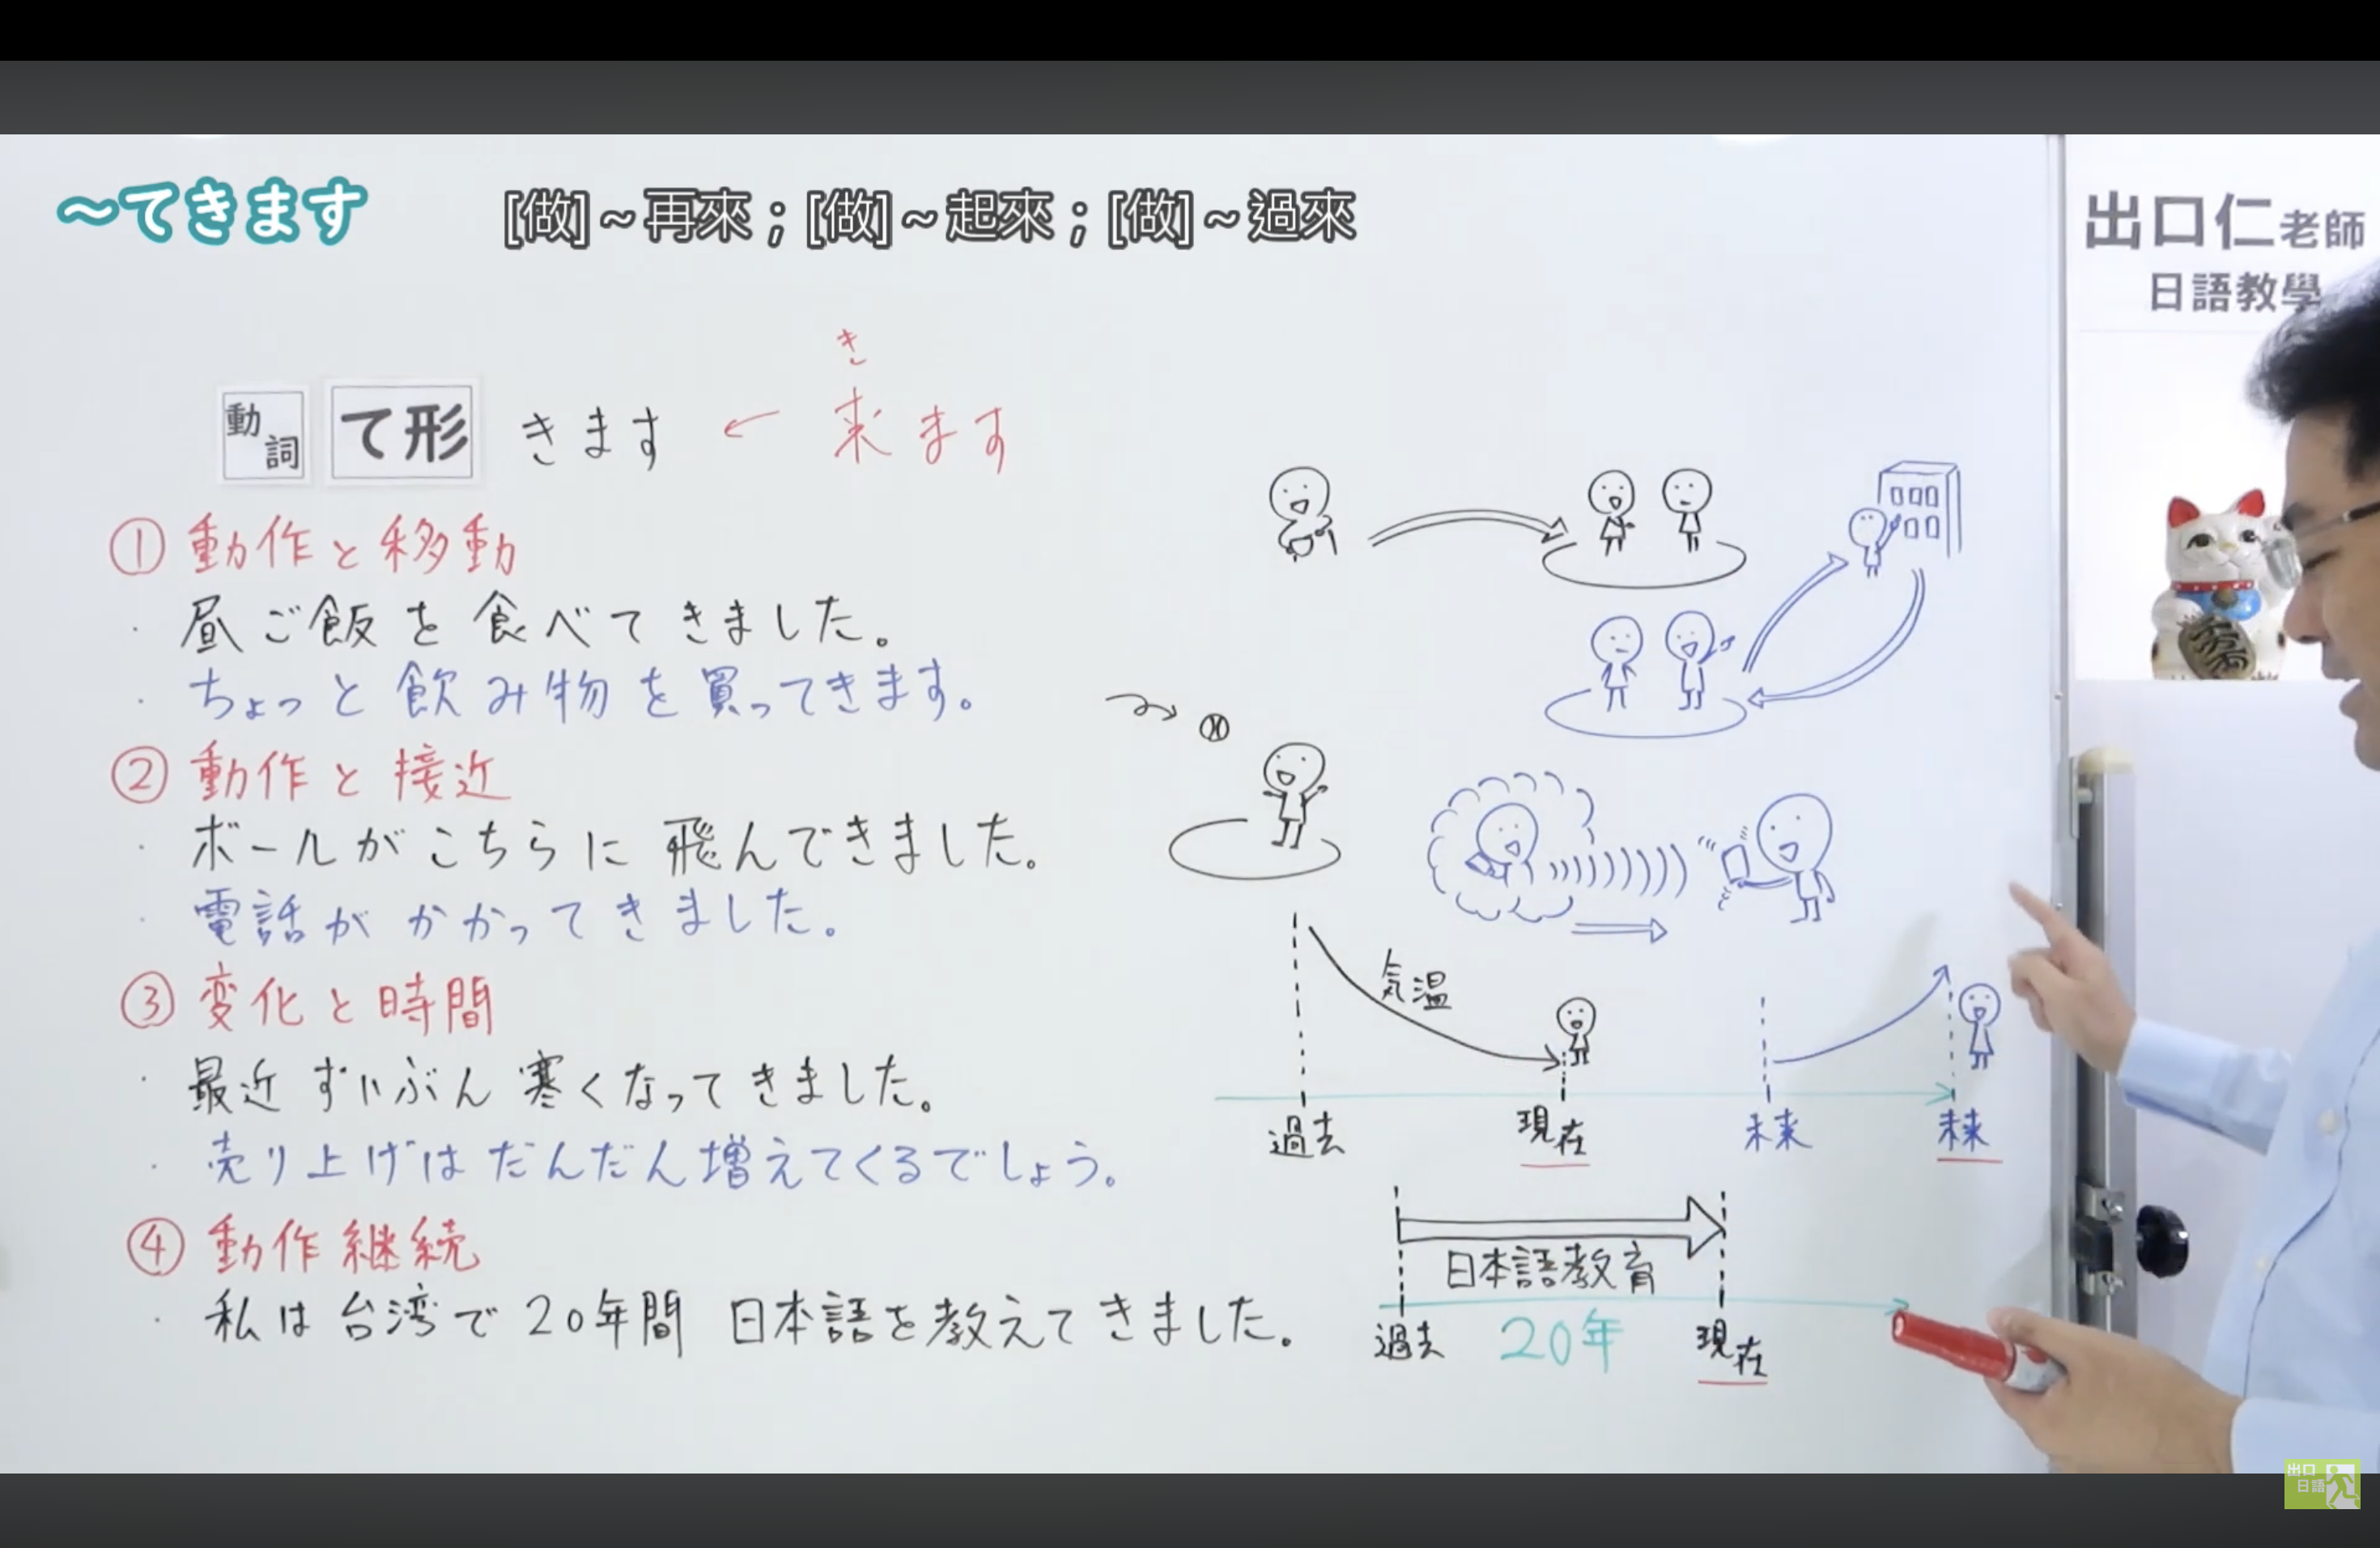 ～てきます
[做]～再來；[做]～起來；[做]～過來
出口仁老師
日語教學
き
動詞 て形 きます ← 来ます
① 動作と移動
・昼ご飯を食べてきました。
・ちょっと飲み物を買ってきます。
② 動作と接近
・ボールがこちらに飛んできました。
・電話がかかってきました。
③ 変化と時間
・最近ずいぶん寒くなってきました。
・売り上げはだんだん増えてくるでしょう。
④ 動作継続
・私は台湾で20年間日本語を教えてきました。
気温
過去 現在 未来 未来
日本語教育
過去 20年 現在
出口
日語